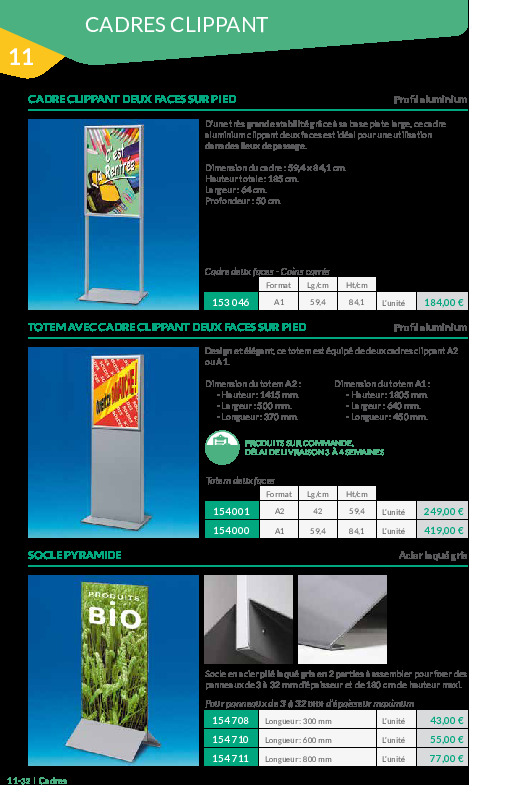 CADRES CLIPPANT
11
CADRE CLIPPANT DEUX FACES SUR PIED Profil aluminium
D'une très grande stabilité grâce à sa base plate large, ce cadre
aluminium clippant deux faces est idéal pour une utilisation
dans des lieux de passage.
Dimension du cadre : 59,4 x 84,1 cm.
Hauteur totale : 185 cm.
Largeur : 64 cm.
Profondeur : 50 cm.
C'est
la Rentrée
Cadre deux faces - Coins carrés
Format Lg/cm Ht/cm
153 046 A1 59,4 84,1 L'unité 184,00 €
TOTEM AVEC CADRE CLIPPANT DEUX FACES SUR PIED Profil aluminium
Design et élégant, ce totem est équipé de deux cadres clippant A2
ou A1.
Dimension du totem A2 : Dimension du totem A1 :
- Hauteur : 1415 mm. - Hauteur : 1805 mm.
- Largeur : 500 mm. - Largeur : 640 mm.
- Longueur : 370 mm. - Longueur : 450 mm.
PRODUITS SUR COMMANDE,
DÉLAI DE LIVRAISON 3 À 4 SEMAINES
Totem deux faces
Format Lg/cm Ht/cm
154001 A2 42 59,4 L'unité 249,00 €
154000 A1 59,4 84,1 L'unité 419,00 €
SOCLE PYRAMIDE Acier laqué gris
PRODUITS
BiO
Socle en acier plié laqué gris en 2 parties à assembler pour fixer des
panneaux de 3 à 32 mm d'épaisseur et de 180 cm de hauteur maxi.
Pour panneaux de 3 à 32 mm d'épaisseur maximum
154708 Longueur : 300 mm L'unité 43,00 €
154710 Longueur : 600 mm L'unité 55,00 €
154711 Longueur : 800 mm L'unité 77,00 €
11-32 | Cadres